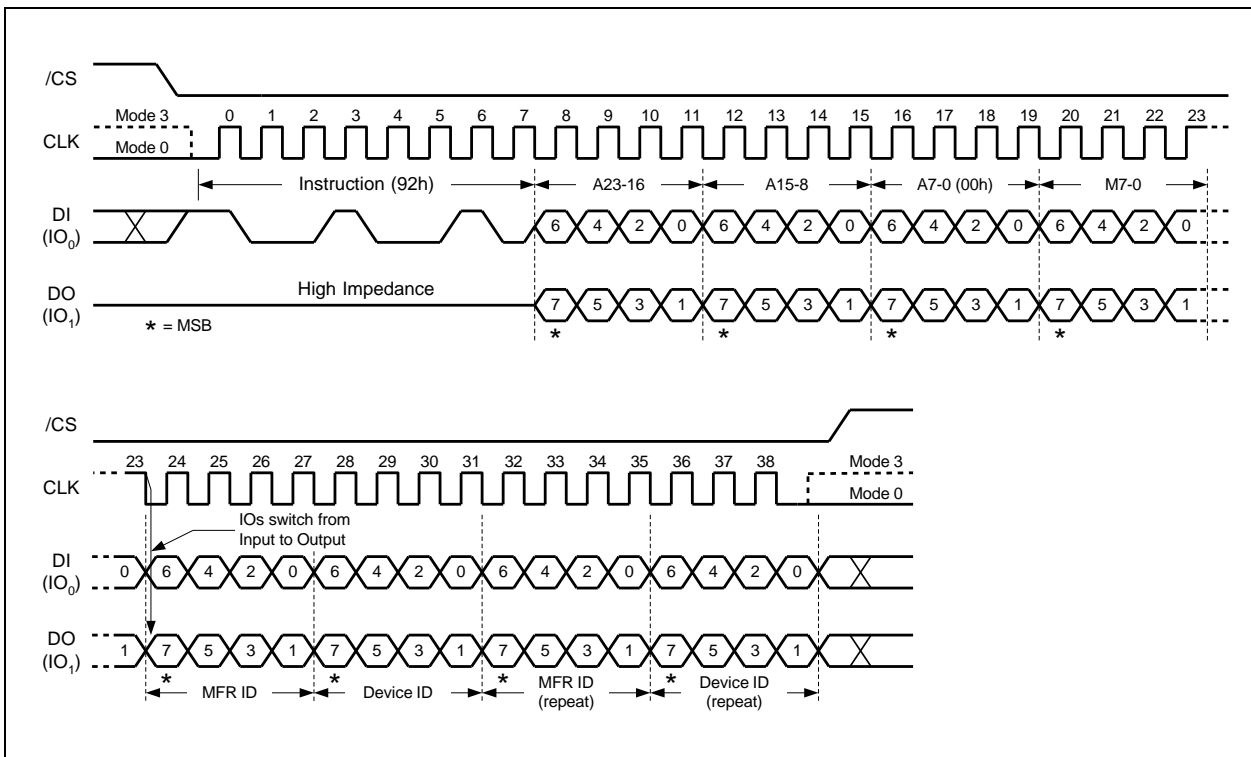 /CS
Mode 3 0 1 2 3 4 5 6 7 8 9 10 11 12 13 14 15 16 17 18 19 20 21 22 23
CLK
Mode 0
Instruction (92h) A23-16 A15-8 A7-0 (00h) M7-0
DI
(IO0) 6 4 2 0 6 4 2 0 6 4 2 0 6 4 2 0
High Impedance
DO
(IO1) 7 5 3 1 7 5 3 1 7 5 3 1 7 5 3 1
* = MSB * * * *
/CS
23 24 25 26 27 28 29 30 31 32 33 34 35 36 37 38 Mode 3
CLK
Mode 0
IOs switch from
Input to Output
DI
(IO0) 0 6 4 2 0 6 4 2 0 6 4 2 0 6 4 2 0
DO
(IO1) 1 7 5 3 1 7 5 3 1 7 5 3 1 7 5 3 1
* * * *
MFR ID Device ID MFR ID
(repeat) Device ID
(repeat)